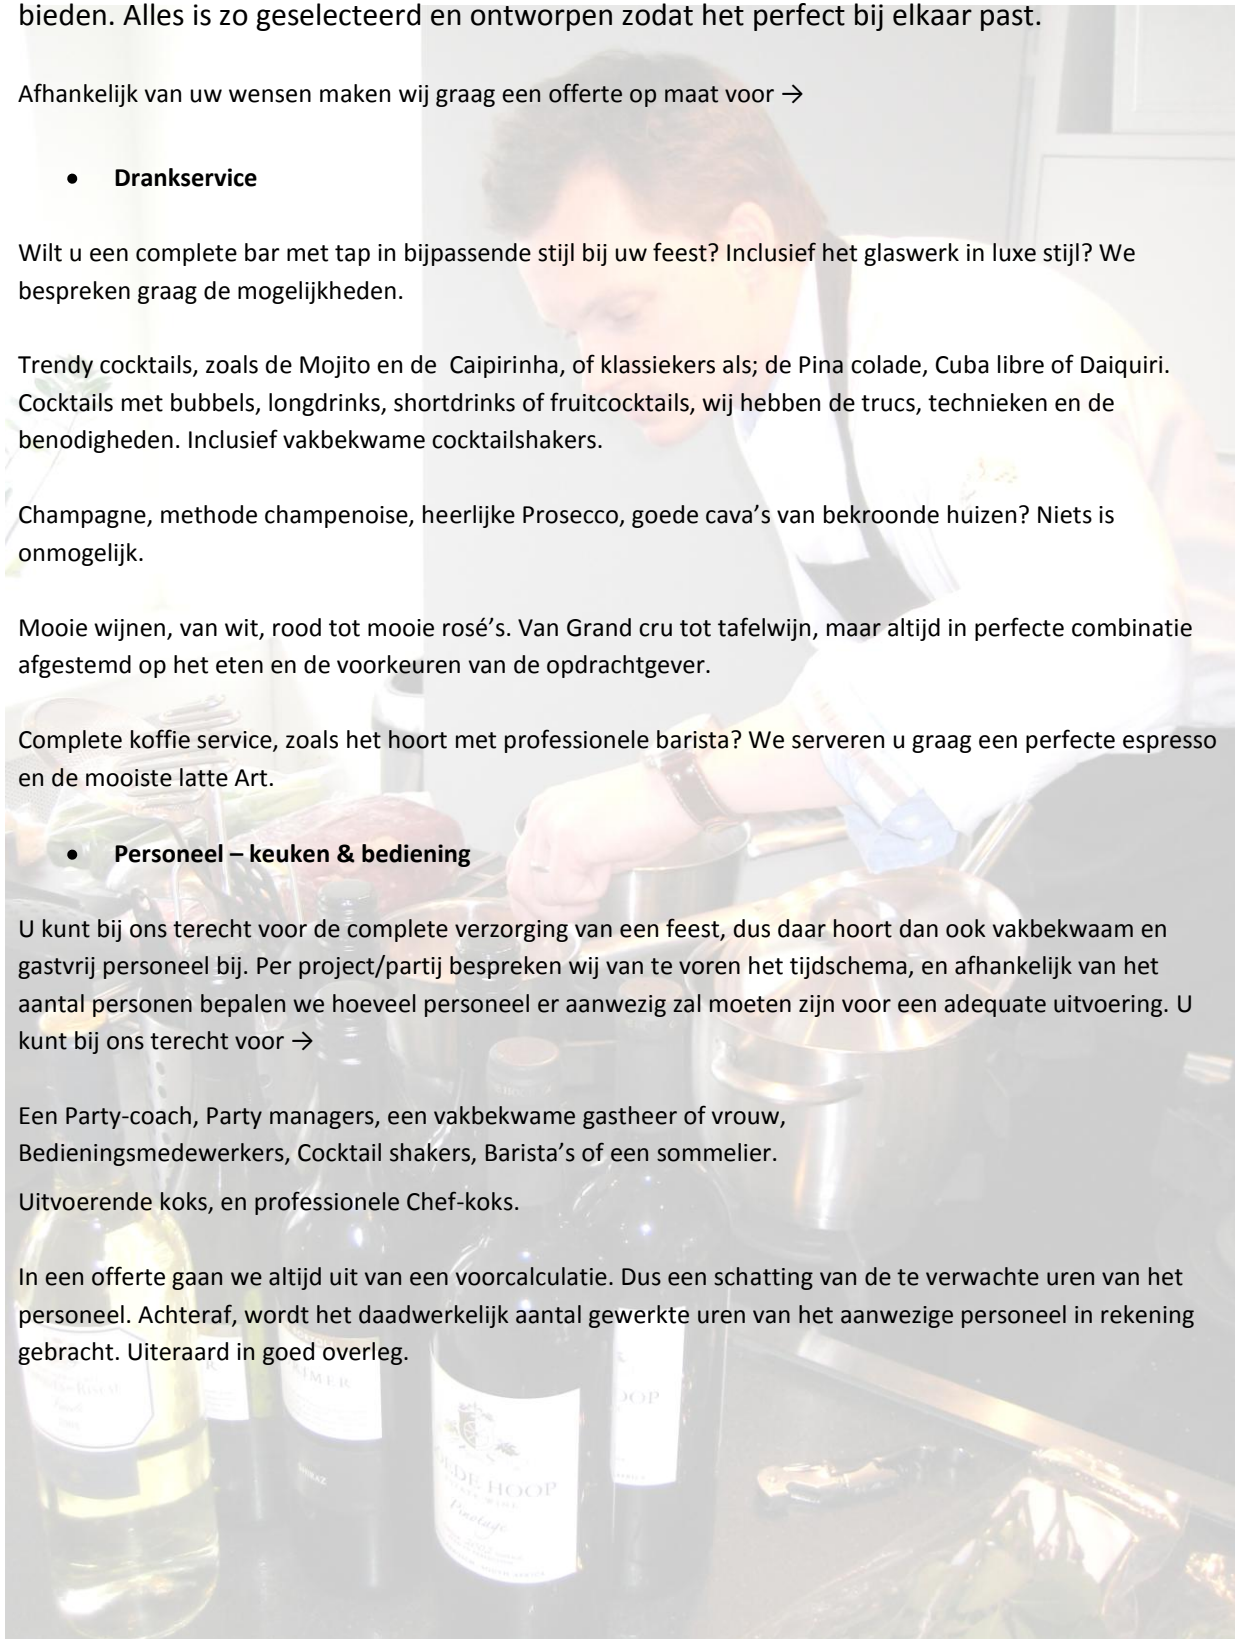 bieden. Alles is zo geselecteerd en ontworpen zodat het perfect bij elkaar past.
Afhankelijk van uw wensen maken wij graag een offerte op maat voor →
• Drankservice
Wilt u een complete bar met tap in bijpassende stijl bij uw feest? Inclusief het glaswerk in luxe stijl? We
bespreken graag de mogelijkheden.
Trendy cocktails, zoals de Mojito en de  Caipirinha, of klassiekers als; de Pina colade, Cuba libre of Daiquiri.
Cocktails met bubbels, longdrinks, shortdrinks of fruitcocktails, wij hebben de trucs, technieken en de
benodigheden. Inclusief vakbekwame cocktailshakers.
Champagne, methode champenoise, heerlijke Prosecco, goede cava’s van bekroonde huizen? Niets is
onmogelijk.
Mooie wijnen, van wit, rood tot mooie rosé’s. Van Grand cru tot tafelwijn, maar altijd in perfecte combinatie
afgestemd op het eten en de voorkeuren van de opdrachtgever.
Complete koffie service, zoals het hoort met professionele barista? We serveren u graag een perfecte espresso
en de mooiste latte Art.
• Personeel – keuken & bediening
U kunt bij ons terecht voor de complete verzorging van een feest, dus daar hoort dan ook vakbekwaam en
gastvrij personeel bij. Per project/partij bespreken wij van te voren het tijdschema, en afhankelijk van het
aantal personen bepalen we hoeveel personeel er aanwezig zal moeten zijn voor een adequate uitvoering. U
kunt bij ons terecht voor →
Een Party-coach, Party managers, een vakbekwame gastheer of vrouw,
Bedieningsmedewerkers, Cocktail shakers, Barista’s of een sommelier.
Uitvoerende koks, en professionele Chef-koks.
In een offerte gaan we altijd uit van een voorcalculatie. Dus een schatting van de te verwachte uren van het
personeel. Achteraf, wordt het daadwerkelijk aantal gewerkte uren van het aanwezige personeel in rekening
gebracht. Uiteraard in goed overleg.
HOOP
Pinotage